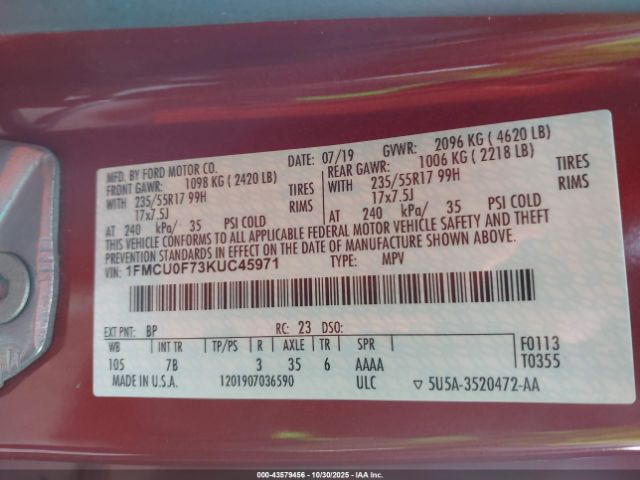 MFD. BY FORD MOTOR CO.
DATE: 07/19 GVWR: 2096 KG ( 4620 LB)
FRONT GAWR: 1098 KG ( 2420 LB) REAR GAWR: 1006 KG ( 2218 LB)
WITH 235/55R17 99H TIRES WITH 235/55R17 99H TIRES
17x7.5J RIMS 17x7.5J RIMS
AT 240 kPa/ 35 PSI COLD AT 240 kPa/ 35 PSI COLD
THIS VEHICLE CONFORMS TO ALL APPLICABLE FEDERAL MOTOR VEHICLE SAFETY AND THEFT
PREVENTION STANDARDS IN EFFECT ON THE DATE OF MANUFACTURE SHOWN ABOVE.
VIN: 1FMCU0F73KUC45971 TYPE: MPV
EXT PNT: BP RC: 23 DSO:
WB INT TR TP/PS R AXLE TR SPR F0113
105 7B 3 35 6 AAAA T0355
MADE IN U.S.A. 1201907036590 ULC ▽ 5U5A-3520472-AA
000-43579456 - 10/30/2025 - COPART, INC.